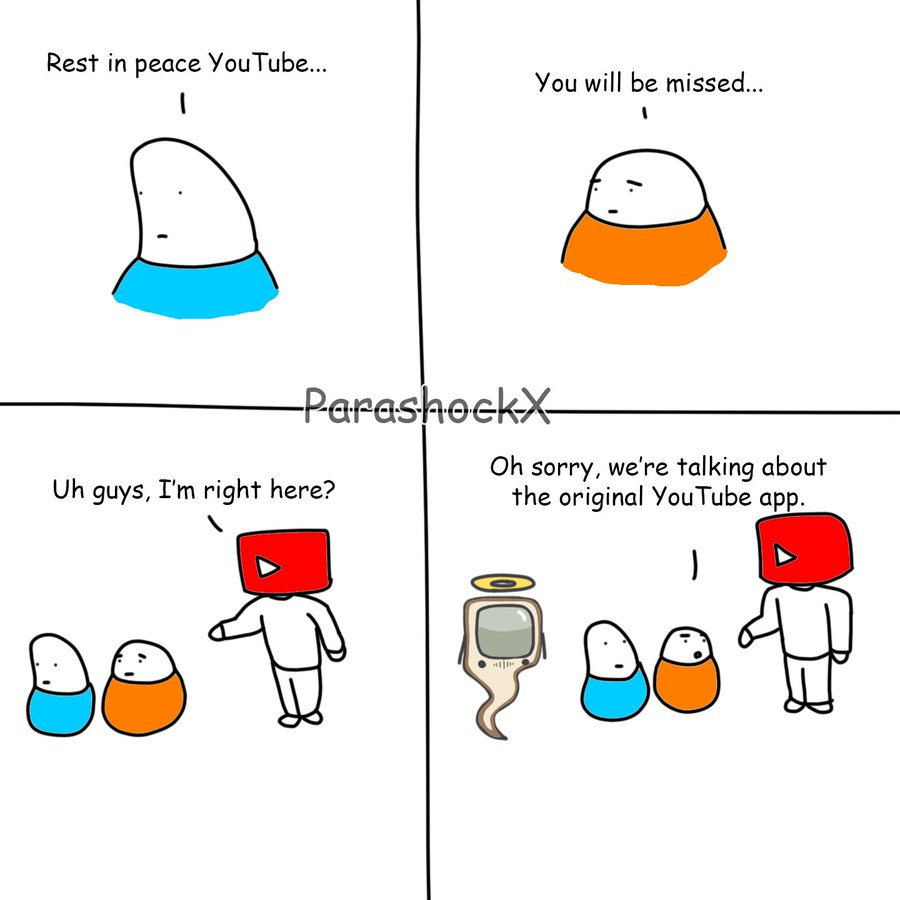 Rest in peace YouTube...
You will be missed...
ParashockX
Uh guys, I'm right here?
Oh sorry, we're talking about
the original YouTube app.